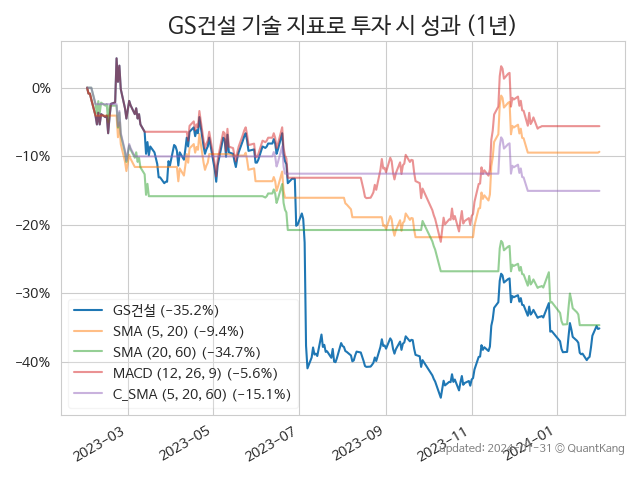 GS건설 기술 지표로 투자 시 성과 (1년)
0%
−10%
−20%
−30%
−40%
GS건설 (−35.2%)
SMA (5, 20) (−9.4%)
SMA (20, 60) (−34.7%)
MACD (12, 26, 9) (−5.6%)
C_SMA (5, 20, 60) (−15.1%)
2023-03
2023-05
2023-07
2023-09
2023-11
2024-01
updated: 2024-01-31 © QuantKang